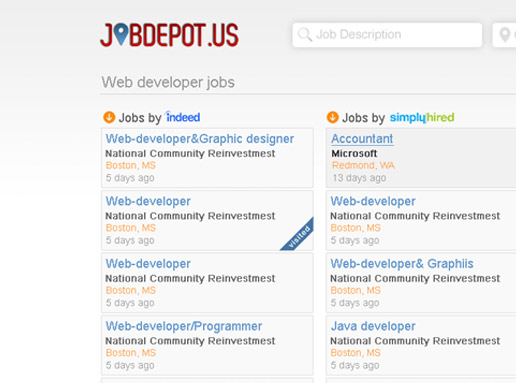 JOBDEPOT.US
Job Description
Web developer jobs
Jobs by indeed
Web-developer&Graphic designer
National Community Reinvestmest
Boston, MS
5 days ago
Web-developer
National Community Reinvestmest
Boston, MS
5 days ago
visited
Web-developer
National Community Reinvestmest
Boston, MS
5 days ago
Web-developer/Programmer
National Community Reinvestmest
Boston, MS
5 days ago
Jobs by simplyhired
Accountant
Microsoft
Redmond, WA
13 days ago
Web-developer
National Community Reinvestmest
Boston, MS
5 days ago
Web-developer& Graphiis
National Community Reinvestmest
Boston, MS
5 days ago
Java developer
National Community Reinvestmest
Boston, MS
5 days ago